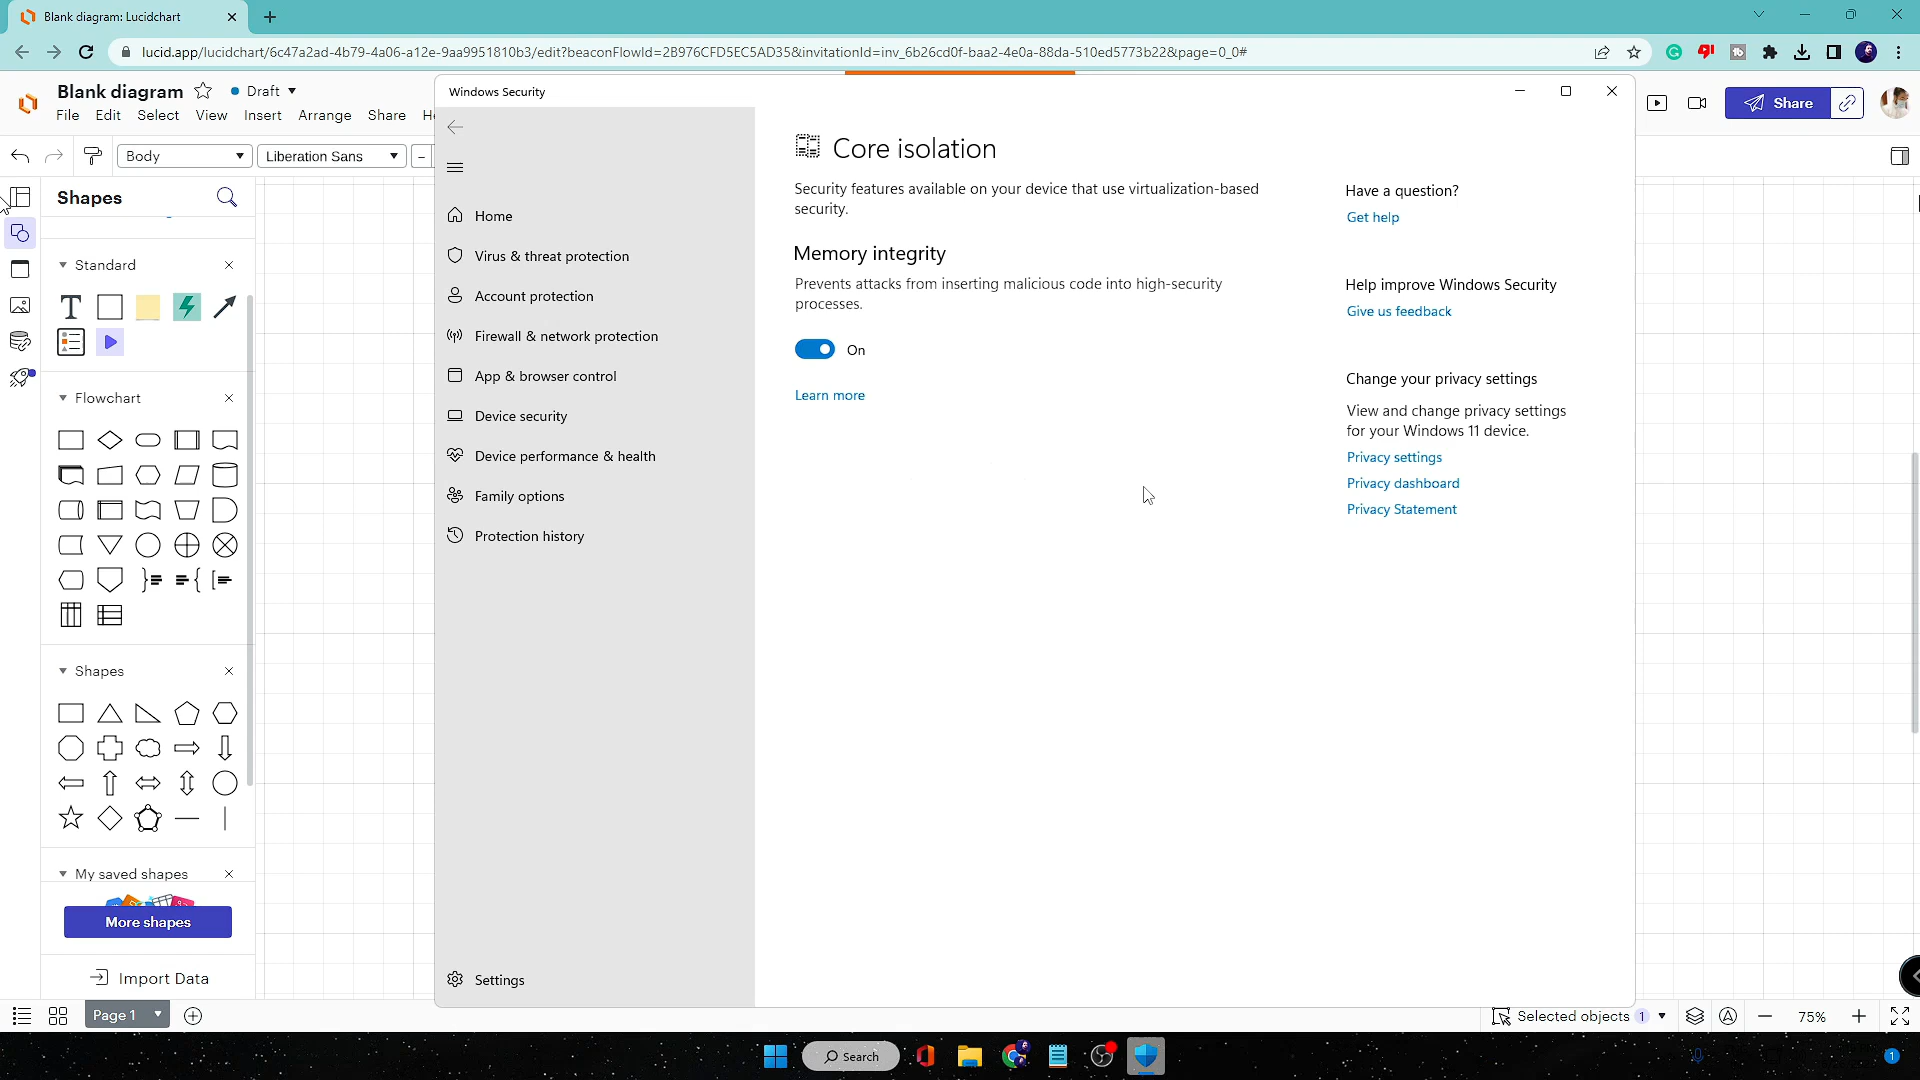 Blank diagram: Lucidchart
lucid.app/lucidchart/6c47a2ad-4b79-4a06-a12e-9aa9951810b3/edit?beaconFlowId=2B976CFD5EC5AD35&invitationId=inv_6b26cd0f-baa2-4e0a-88da-510ed5773b22&page=0_0#
Blank diagram
Draft
File Edit Select View Insert Arrange Share
Share
Body
Liberation Sans
Shapes
Standard
T
Flowchart
Shapes
My saved shapes
More shapes
Import Data
Windows Security
Home
Virus & threat protection
Account protection
Firewall & network protection
App & browser control
Device security
Device performance & health
Family options
Protection history
Settings
Core isolation
Security features available on your device that use virtualization-based
security.
Memory integrity
Prevents attacks from inserting malicious code into high-security
processes.
On
Learn more
Have a question?
Get help
Help improve Windows Security
Give us feedback
Change your privacy settings
View and change privacy settings
for your Windows 11 device.
Privacy settings
Privacy dashboard
Privacy Statement
Page 1
Selected objects 1
75%
Search
1